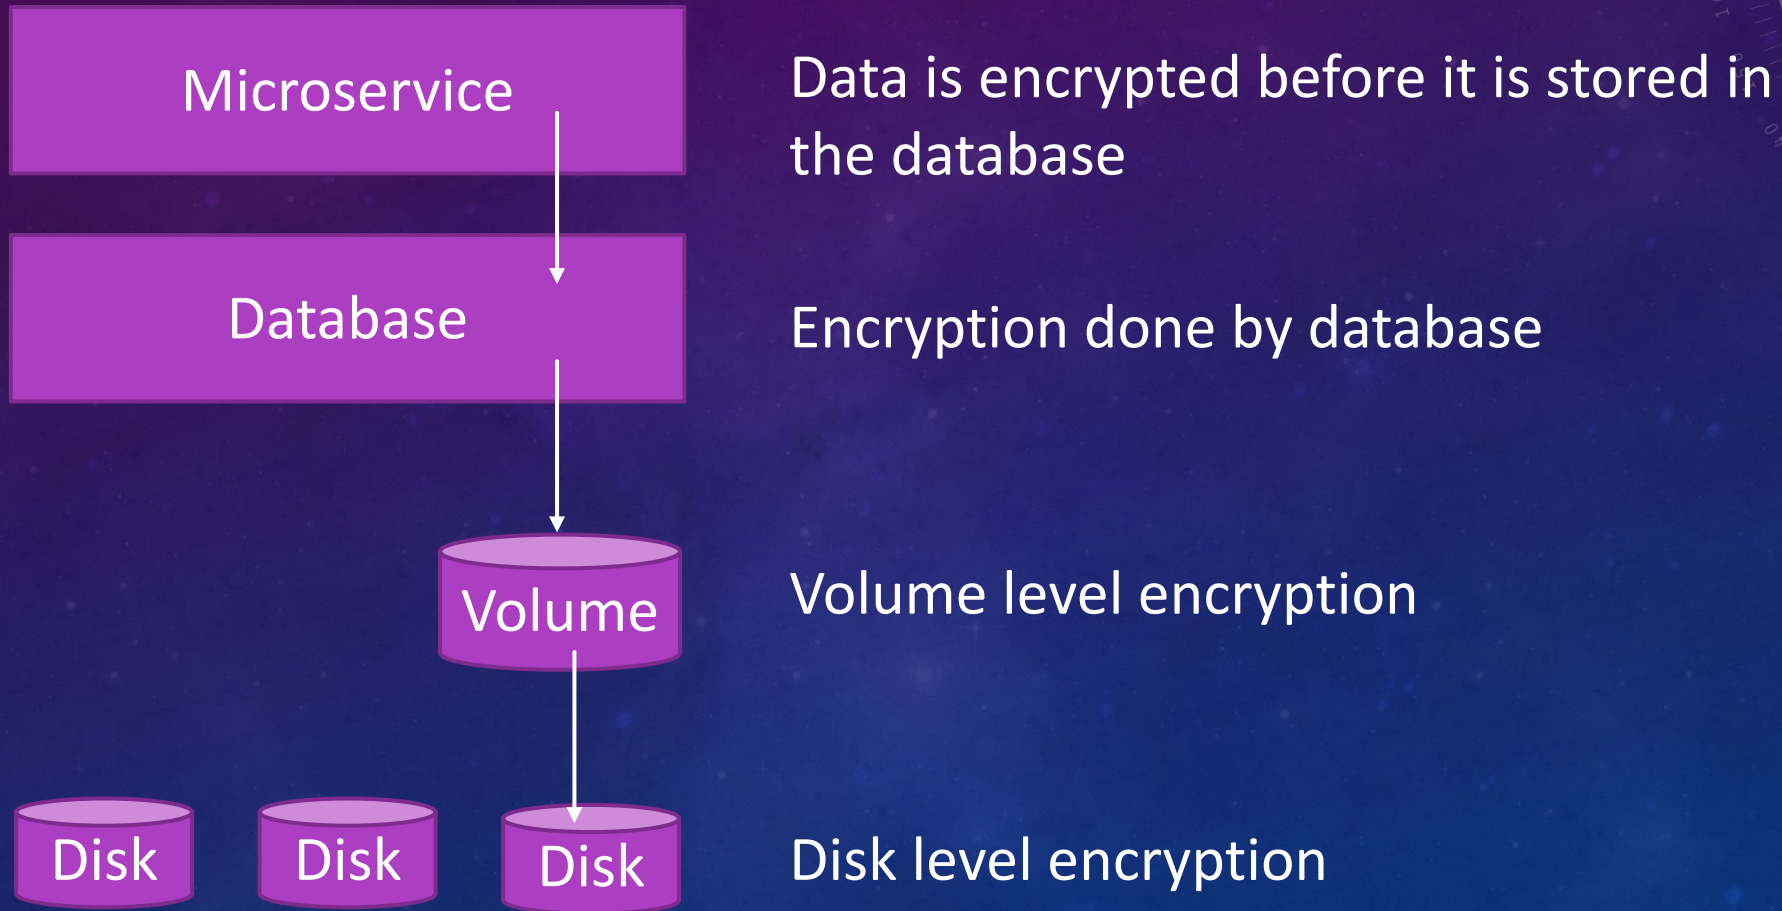 Microservice
Data is encrypted before it is stored in
the database
Database
Encryption done by database
Volume
Volume level encryption
Disk
Disk
Disk
Disk level encryption